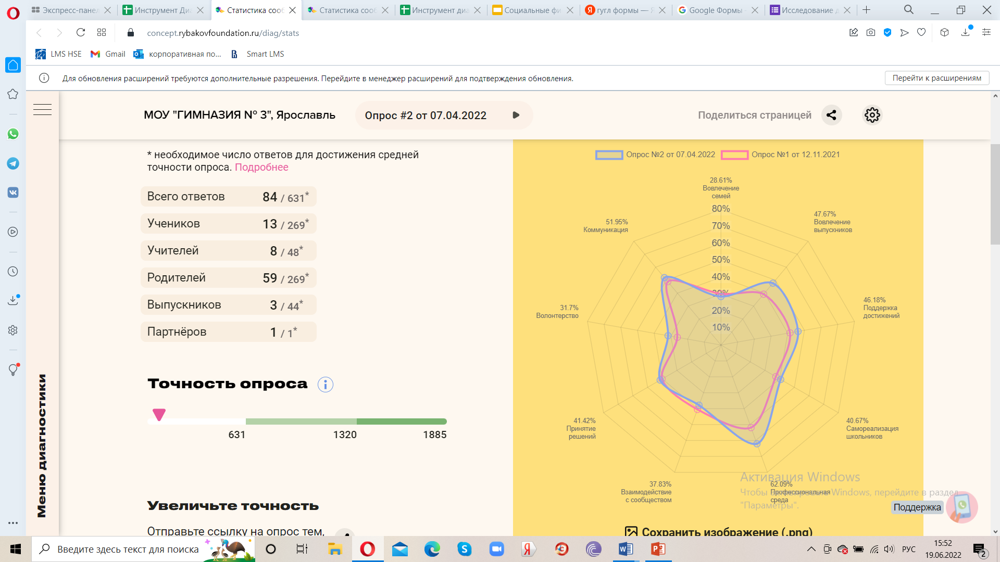 Экспресс-панел
Инструмент Диа
Статистика сооб
Статистика сооб
Инструмент диа
Социальные фи
гугл формы — Я
Google Формы -
Исследование д
concept.rybakovfoundation.ru/diag/stats
LMS HSE
Gmail
корпоративная по...
Smart LMS
Для обновления расширений требуются дополнительные разрешения. Перейдите в менеджер расширений для подтверждения обновления.
Перейти к расширениям
МОУ "ГИМНАЗИЯ № 3", Ярославль
Опрос #2 от 07.04.2022
Поделиться страницей
* необходимое число ответов для достижения средней
точности опроса. Подробнее
Всего ответов 84 / 631*
Учеников 13 / 269*
Учителей 8 / 48*
Родителей 59 / 269*
Выпускников 3 / 44*
Партнёров 1 / 1*
Точность опроса
631 1320 1885
Увеличьте точность
Отправьте ссылку на опрос тем,
Меню диагностики
Опрос №2 от 07.04.2022
Опрос №1 от 12.11.2021
28.61%
Вовлечение
семей
47.67%
Вовлечение
выпускников
46.18%
Поддержка
достижений
40.67%
Самореализация
школьников
62.09%
Профессиональная
среда
37.83%
Взаимодействие
с сообществом
41.42%
Принятие
решений
31.7%
Волонтерство
51.95%
Коммуникация
80%
70%
60%
50%
40%
30%
20%
10%
Активация Windows
Windows, перейдите в раздел
"Параметры".
Поддержка
Сохранить изображение (.png)
Введите здесь текст для поиска
РУС
15:52
19.06.2022
2